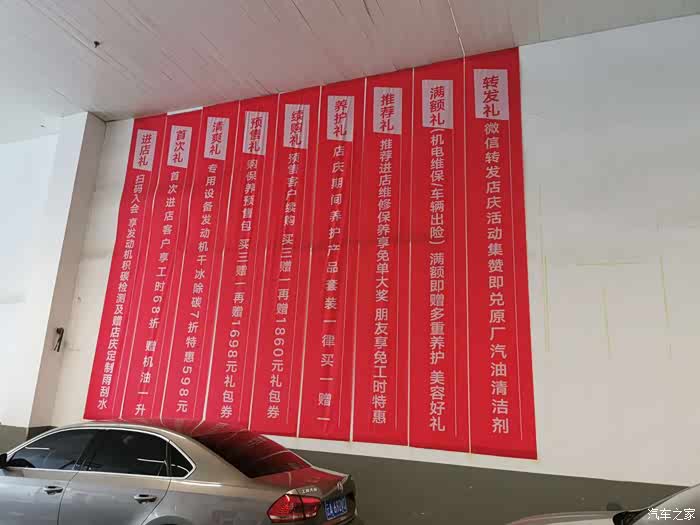 进店礼
扫码入会 享发动机积碳检测及赠店庆定制雨刮水
首次礼
首次进店客户 享工时68折 赠机油一升
清爽礼
专用设备发动机干冰除碳7折特惠598元
预售礼
购保养预售包 买三赠一再赠1698元礼包券
续购礼
预售客户续购 买三赠一再赠1860元礼包券
养护礼
店庆期间养护产品套装一律买一赠一
推荐礼
推荐进店维修保养享免单大奖 朋友享免工时特惠
满额礼
(机电维保/车辆出险) 满额即赠多重养护 美容好礼
转发礼
微信转发店庆活动集赞即兑原厂汽油清洁剂
汽车之家